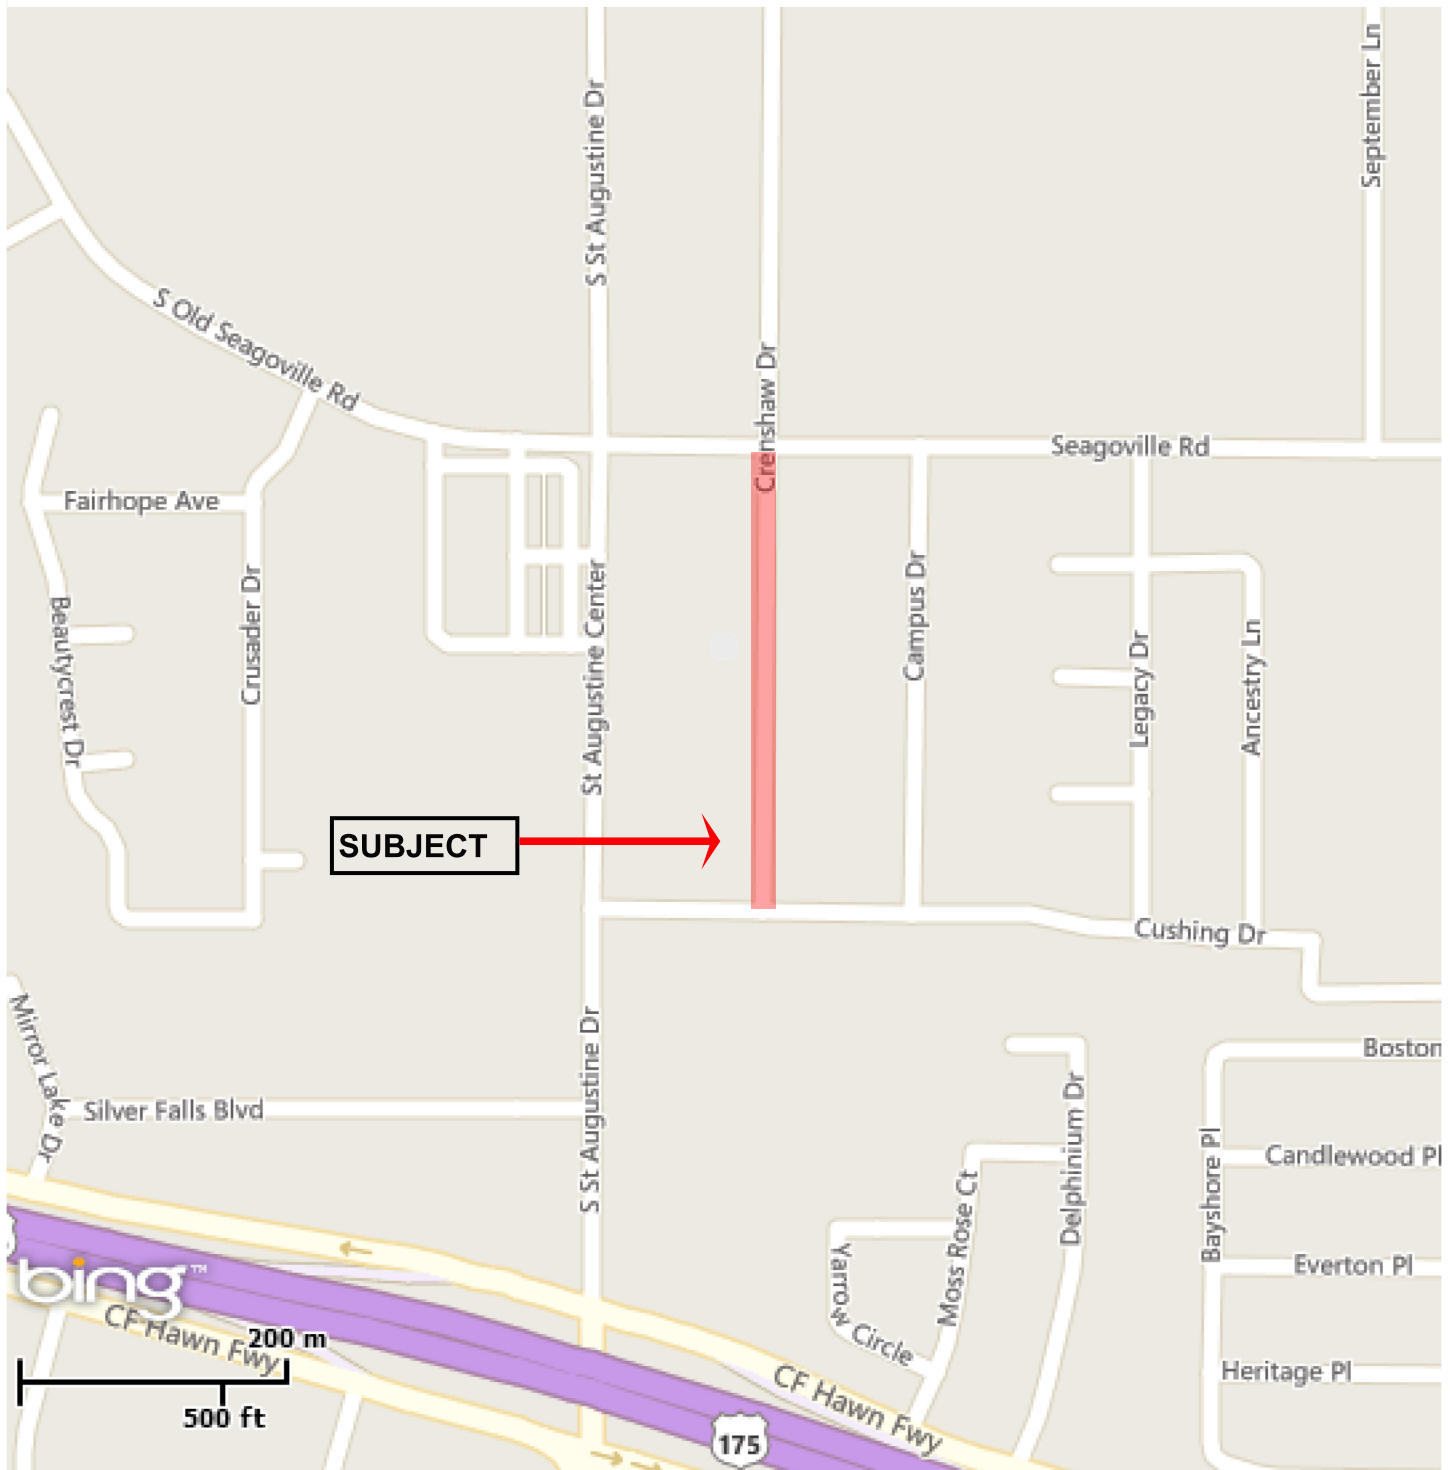 September Ln
S St Augustine Dr
S Old Seagoville Rd
Crenshaw Dr
Seagoville Rd
Fairhope Ave
Beautycrest Dr
Crusader Dr
St Augustine Center
Campus Dr
Legacy Dr
Ancestry Ln
SUBJECT
Cushing Dr
Mirror Lake Dr
Silver Falls Blvd
S St Augustine Dr
Boston
Delphinium Dr
Bayshore Pl
Candlewood Pl
Moss Rose Ct
Yarrow Circle
Everton Pl
bing™
CF Hawn Fwy
200 m
500 ft
CF Hawn Fwy
Heritage Pl
175